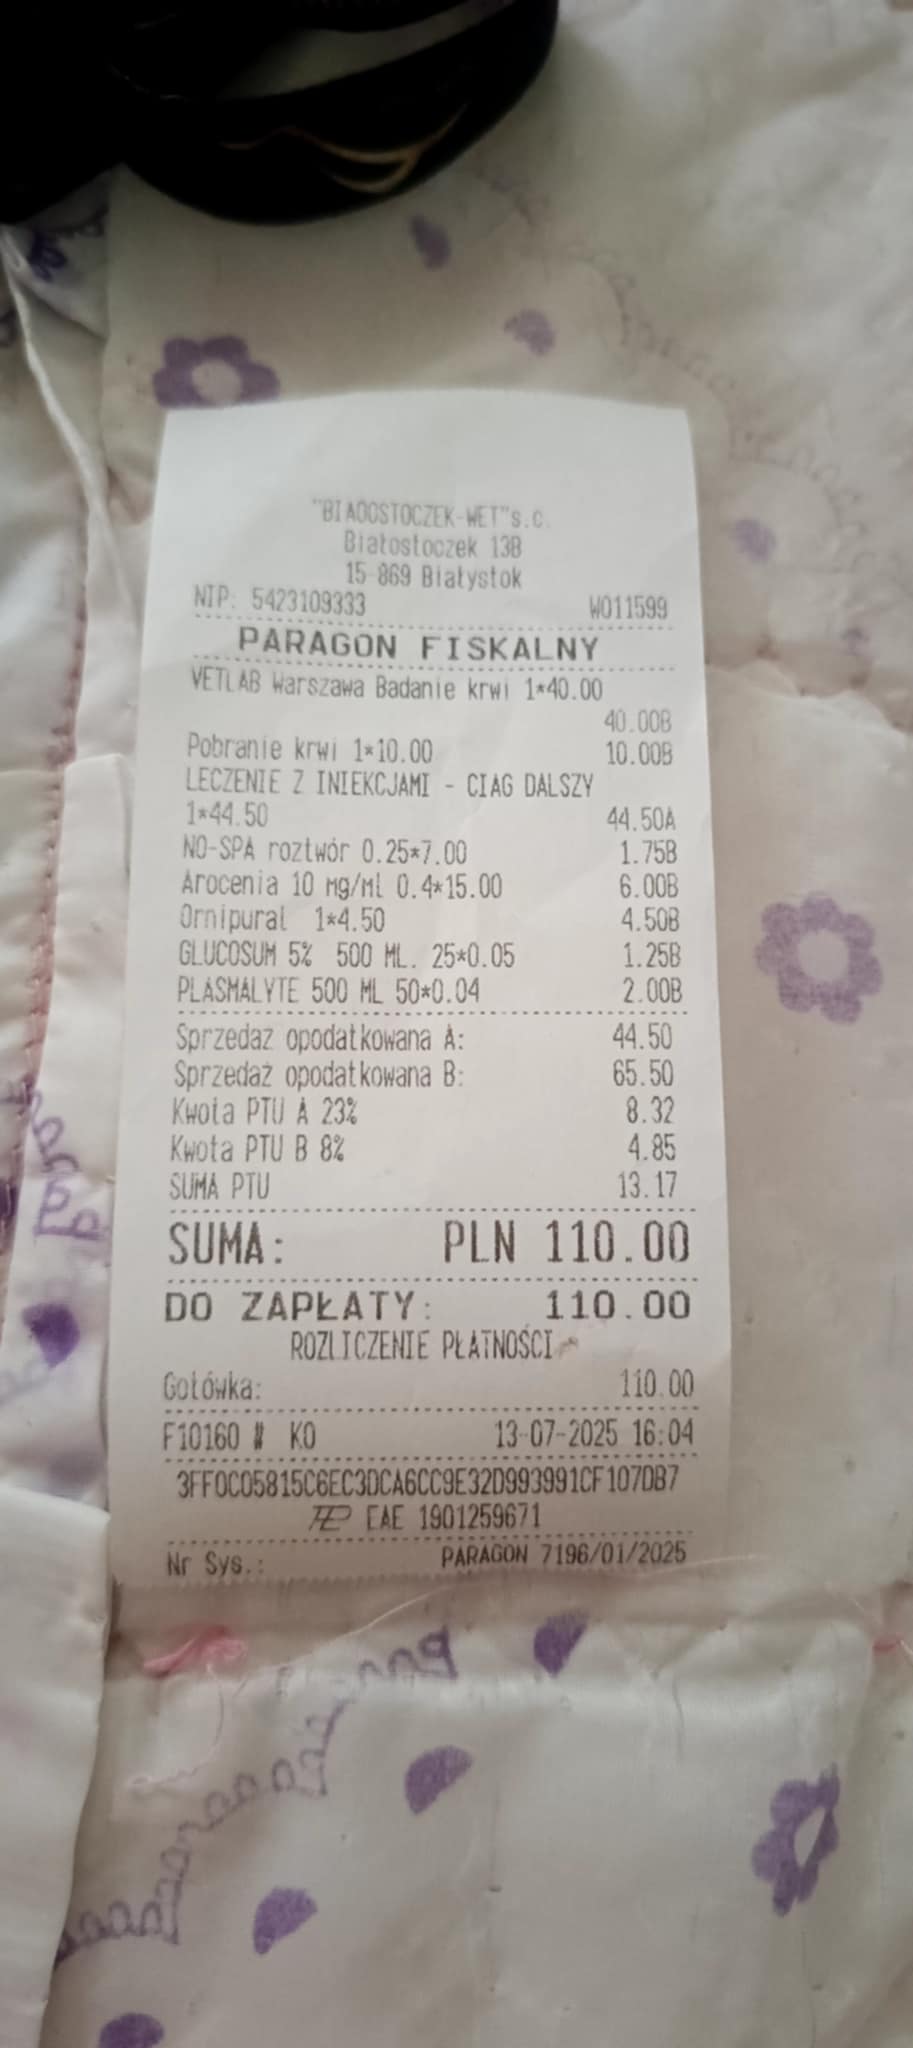 "BIAŁOSTOCZEK-WET"s.c.
Białostoczek 13B
15-869 Białystok
NIP: 5423109333 W011599
PARAGON FISKALNY
VETLAB Warszawa Badanie krwi 1*40.00
40.00B
Pobranie krwi 1*10.00 10.00B
LECZENIE Z INIEKCJAMI - CIĄG DALSZY
1*44.50 44.50A
NO-SPA roztwór 0.25*7.00 1.75B
Arocenia 10 mg/ml 0.4*15.00 6.00B
Ornipural 1*4.50 4.50B
GLUCOSUM 5% 500 ML. 25*0.05 1.25B
PLASMALYTE 500 ML 50*0.04 2.00B
Sprzedaż opodatkowana A: 44.50
Sprzedaż opodatkowana B: 65.50
Kwota PTU A 23% 8.32
Kwota PTU B 8% 4.85
SUMA PTU 13.17
SUMA: PLN 110.00
DO ZAPŁATY: 110.00
ROZLICZENIE PŁATNOŚCI
Gotówka: 110.00
F10160 # KO 13-07-2025 16:04
3FF0C05815C6EC3DCA6CC9E32D993991CF107DB7
EAE 1901259671
Nr Sys.: PARAGON 7196/01/2025